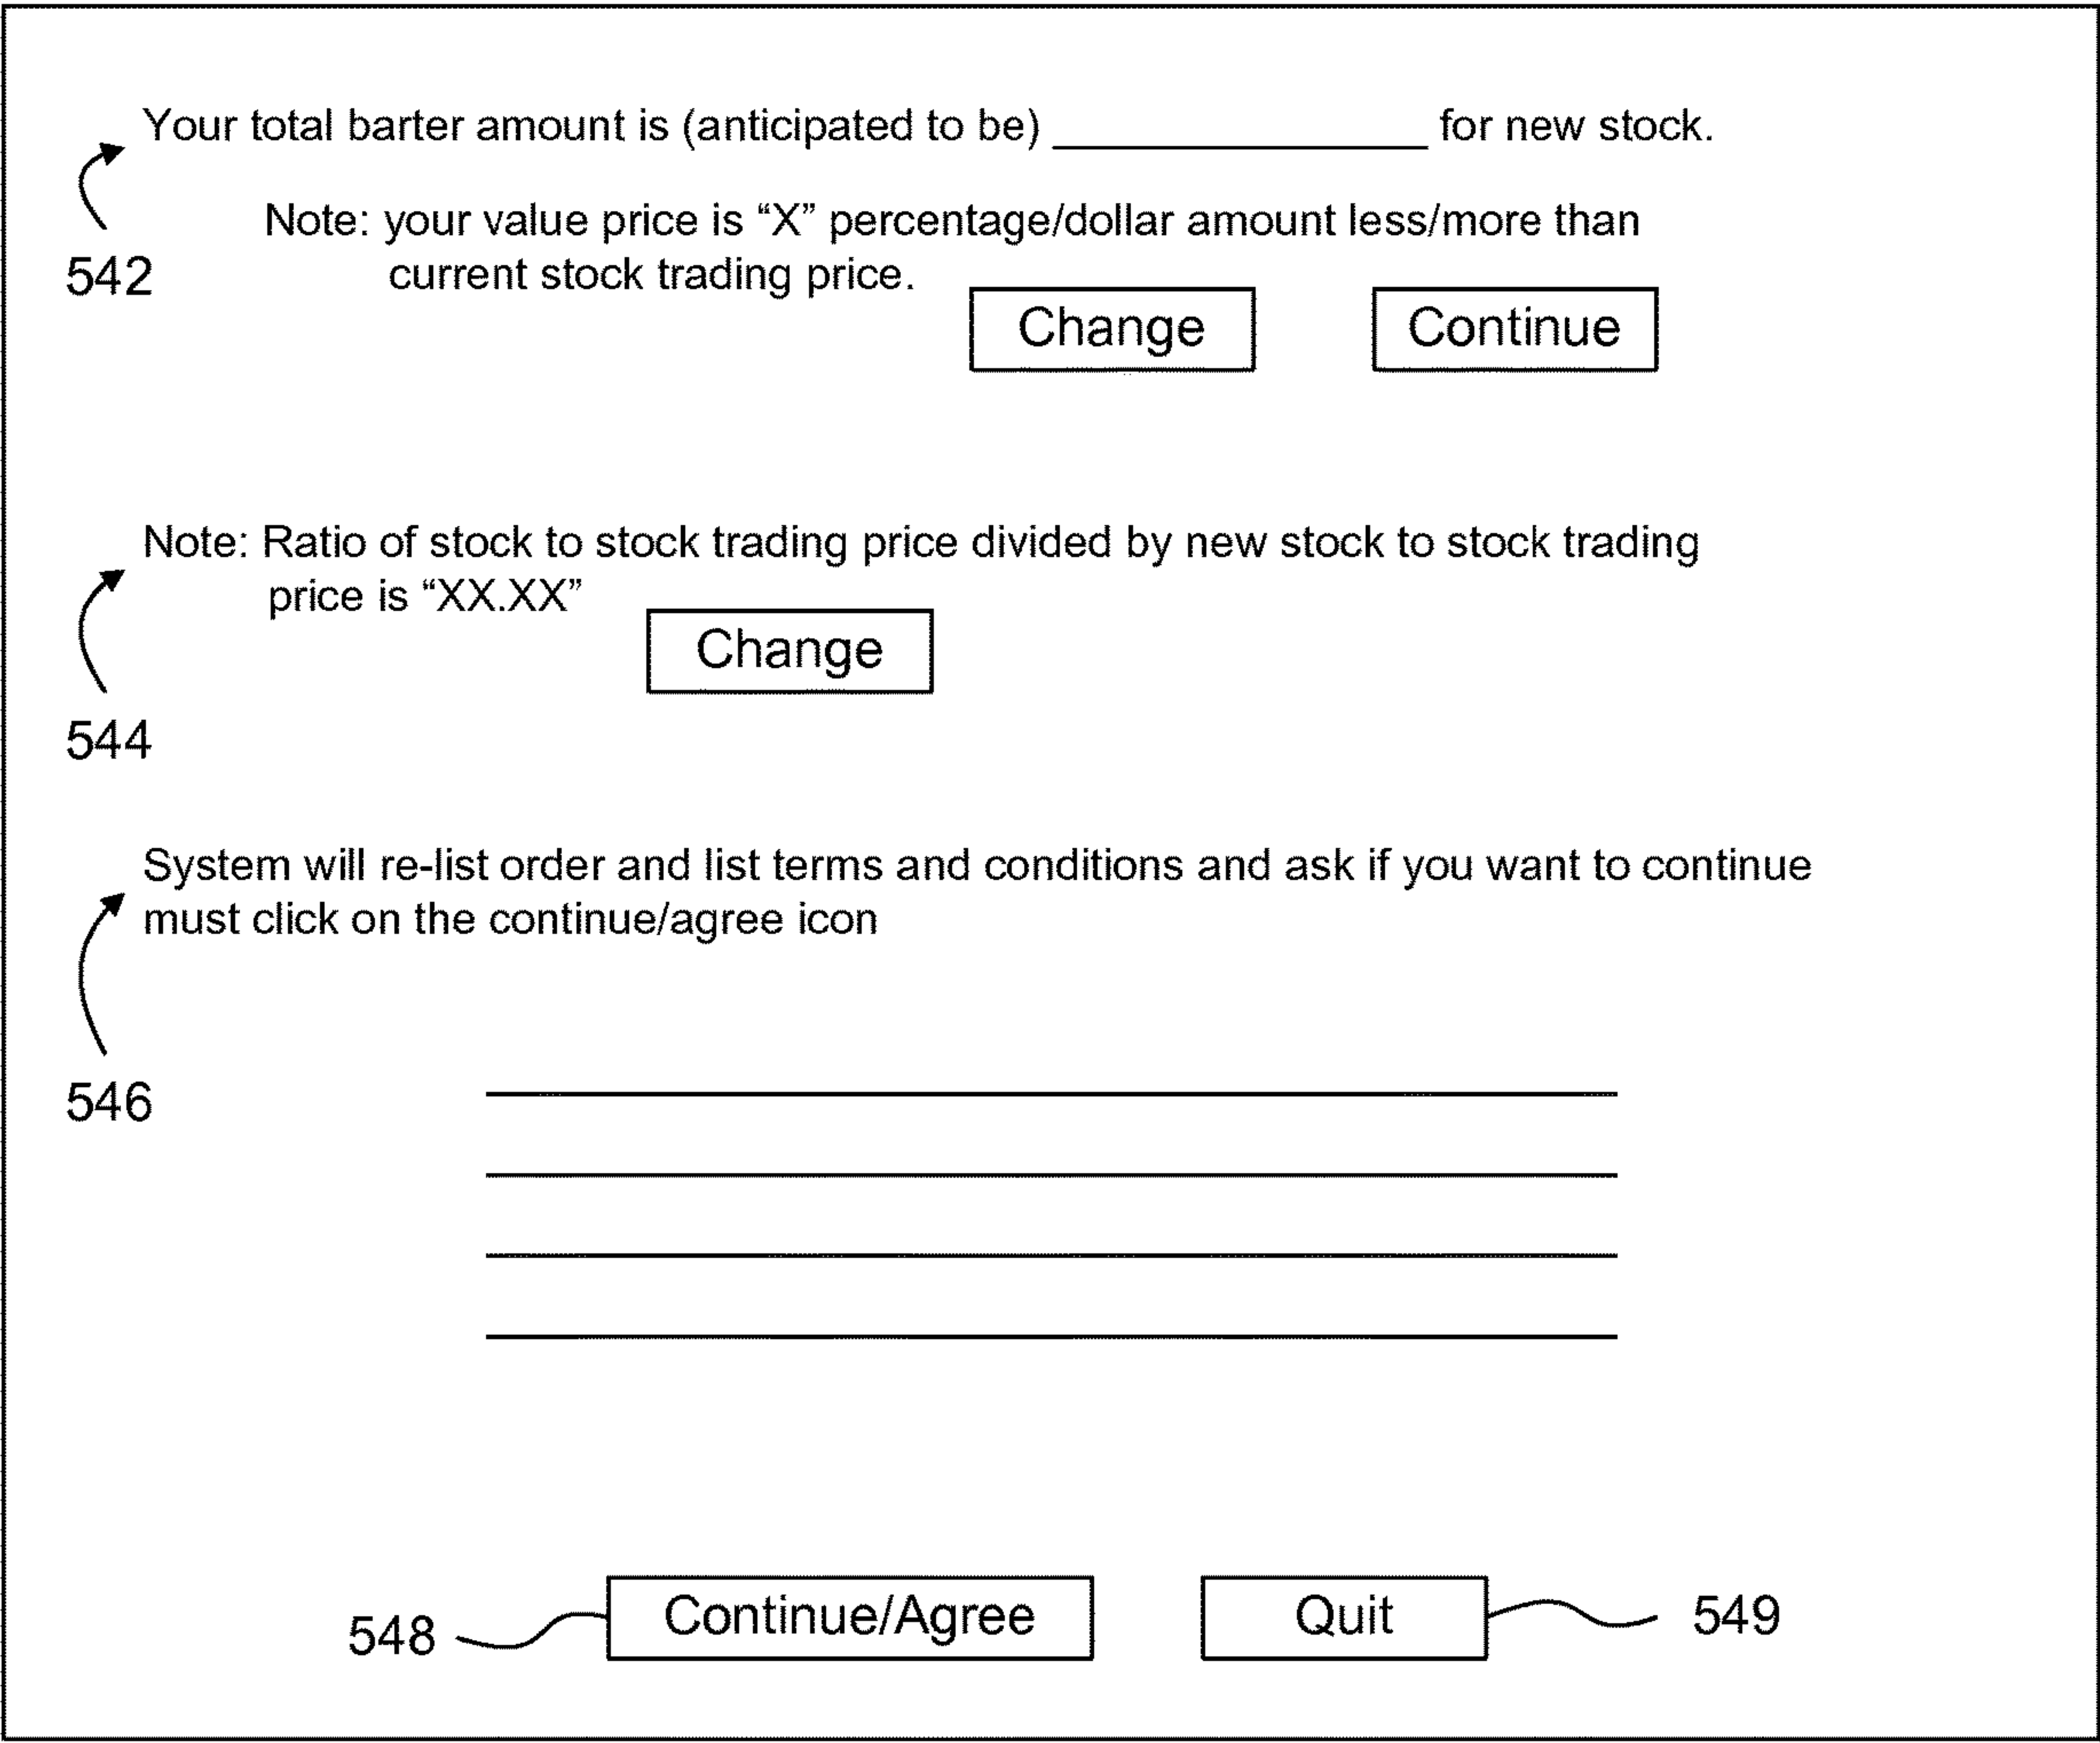 Your total barter amount is (anticipated to be) ________________ for new stock.
Note: your value price is “X” percentage/dollar amount less/more than
542
current stock trading price.
Change
Continue
Note: Ratio of stock to stock trading price divided by new stock to stock trading
price is “XX.XX”
Change
544
System will re-list order and list terms and conditions and ask if you want to continue
must click on the continue/agree icon
546
548
Continue/Agree
Quit
549